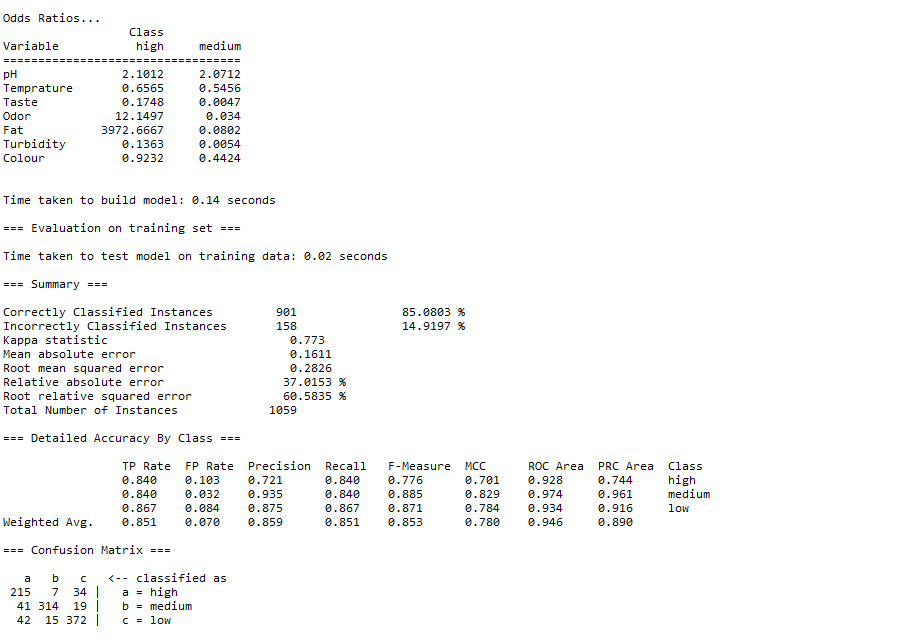 Odds Ratios...
Class
Variable high medium
==================================
pH 2.1012 2.0712
Temprature 0.6565 0.5456
Taste 0.1748 0.0047
Odor 12.1497 0.034
Fat 3972.6667 0.0802
Turbidity 0.1363 0.0054
Colour 0.9232 0.4424
Time taken to build model: 0.14 seconds
=== Evaluation on training set ===
Time taken to test model on training data: 0.02 seconds
=== Summary ===
Correctly Classified Instances 901 85.0803 %
Incorrectly Classified Instances 158 14.9197 %
Kappa statistic 0.773
Mean absolute error 0.1611
Root mean squared error 0.2826
Relative absolute error 37.0153 %
Root relative squared error 60.5835 %
Total Number of Instances 1059
=== Detailed Accuracy By Class ===
TP Rate FP Rate Precision Recall F-Measure MCC ROC Area PRC Area Class
0.840 0.103 0.721 0.840 0.776 0.701 0.928 0.744 high
0.840 0.032 0.935 0.840 0.885 0.829 0.974 0.961 medium
0.867 0.084 0.875 0.867 0.871 0.784 0.934 0.916 low
Weighted Avg. 0.851 0.070 0.859 0.851 0.853 0.780 0.946 0.890
=== Confusion Matrix ===
a b c <-- classified as
215 7 34 | a = high
41 314 19 | b = medium
42 15 372 | c = low